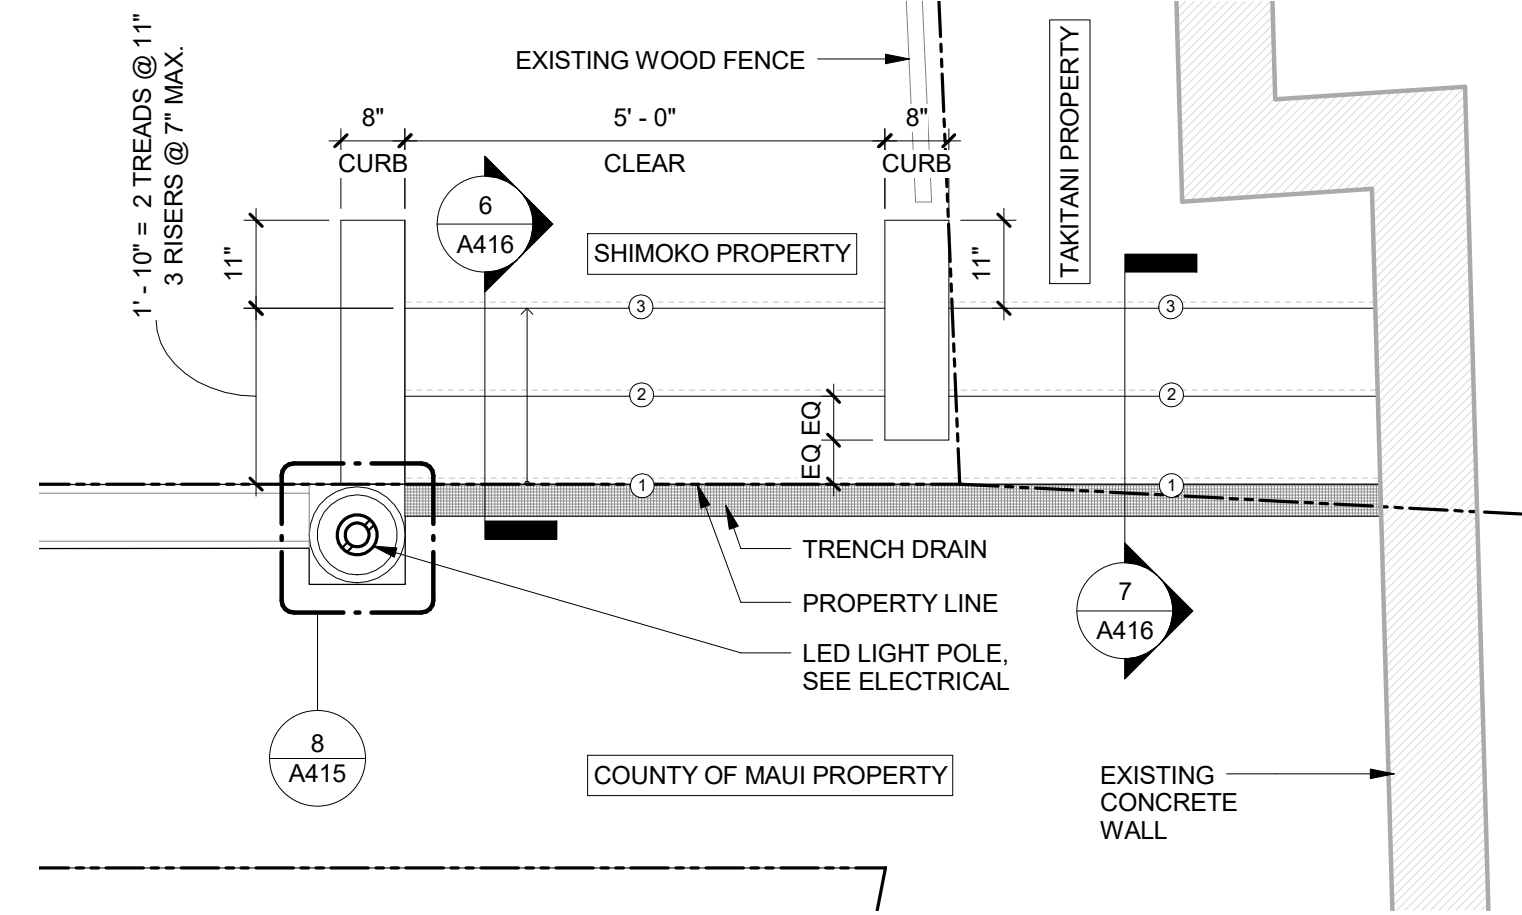 1' - 10" = 2 TREADS @ 11"
3 RISERS @ 7" MAX.
EXISTING WOOD FENCE
TAKITANI PROPERTY
8"
5' - 0"
8"
CURB
CLEAR
CURB
6
A416
SHIMOKO PROPERTY
11"
11"
3
3
2
2
EQ
EQ
1
1
TRENCH DRAIN
PROPERTY LINE
LED LIGHT POLE,
SEE ELECTRICAL
7
A416
8
A415
COUNTY OF MAUI PROPERTY
EXISTING
CONCRETE
WALL